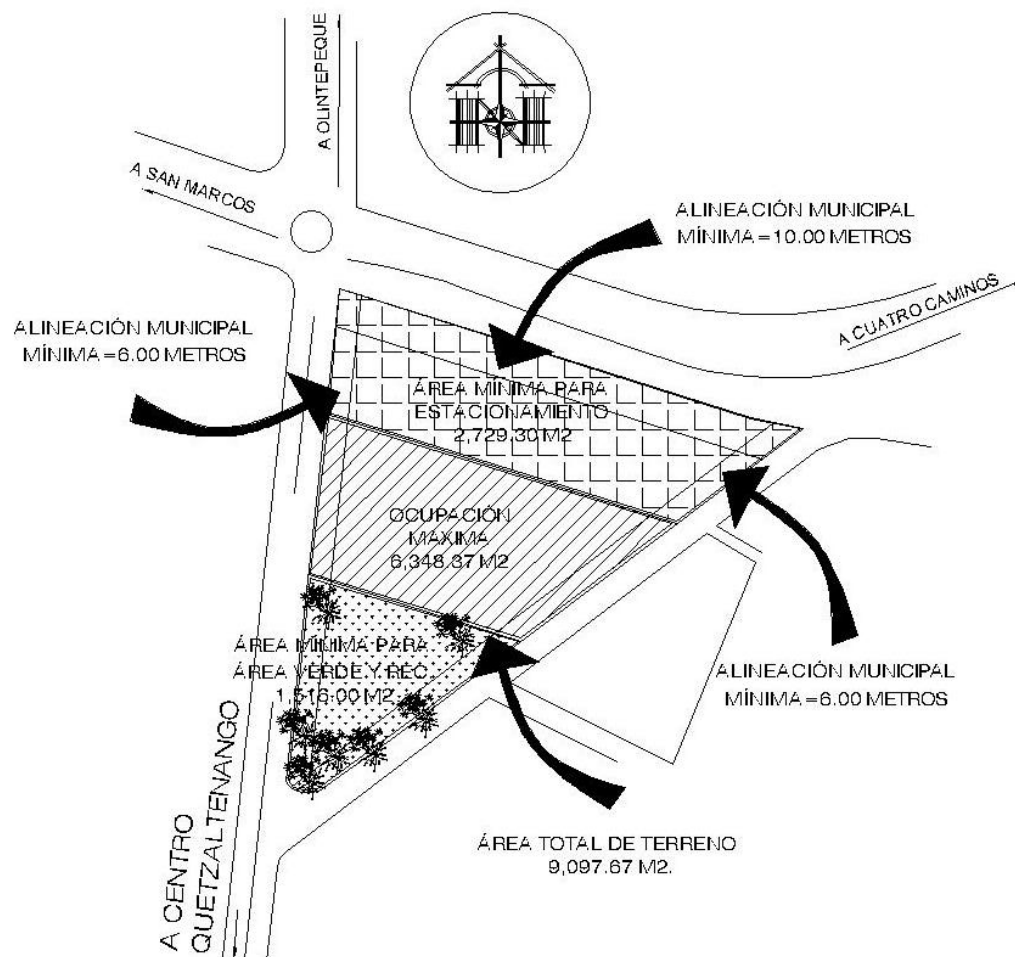 A OLINTEPEQUE
A SAN MARCOS
ALINEACIÓN MUNICIPAL
MÍNIMA=10.00 METROS
A CUATRO CAMINOS
ALINEACIÓN MUNICIPAL
MÍNIMA=6.00 METROS
ÁREA MÍNIMA PARA
ESTACIONAMIENTO
2,729.30 M2
OCUPACIÓN
MAXIMA
6,348.37 M2
ÁREA MÍNIMA PARA
ÁREA VERDE Y REC.
1,516.00 M2
ALINEACIÓN MUNICIPAL
MÍNIMA=6.00 METROS
ÁREA TOTAL DE TERRENO
9,097.67 M2.
A CENTRO
QUETZALTENANGO